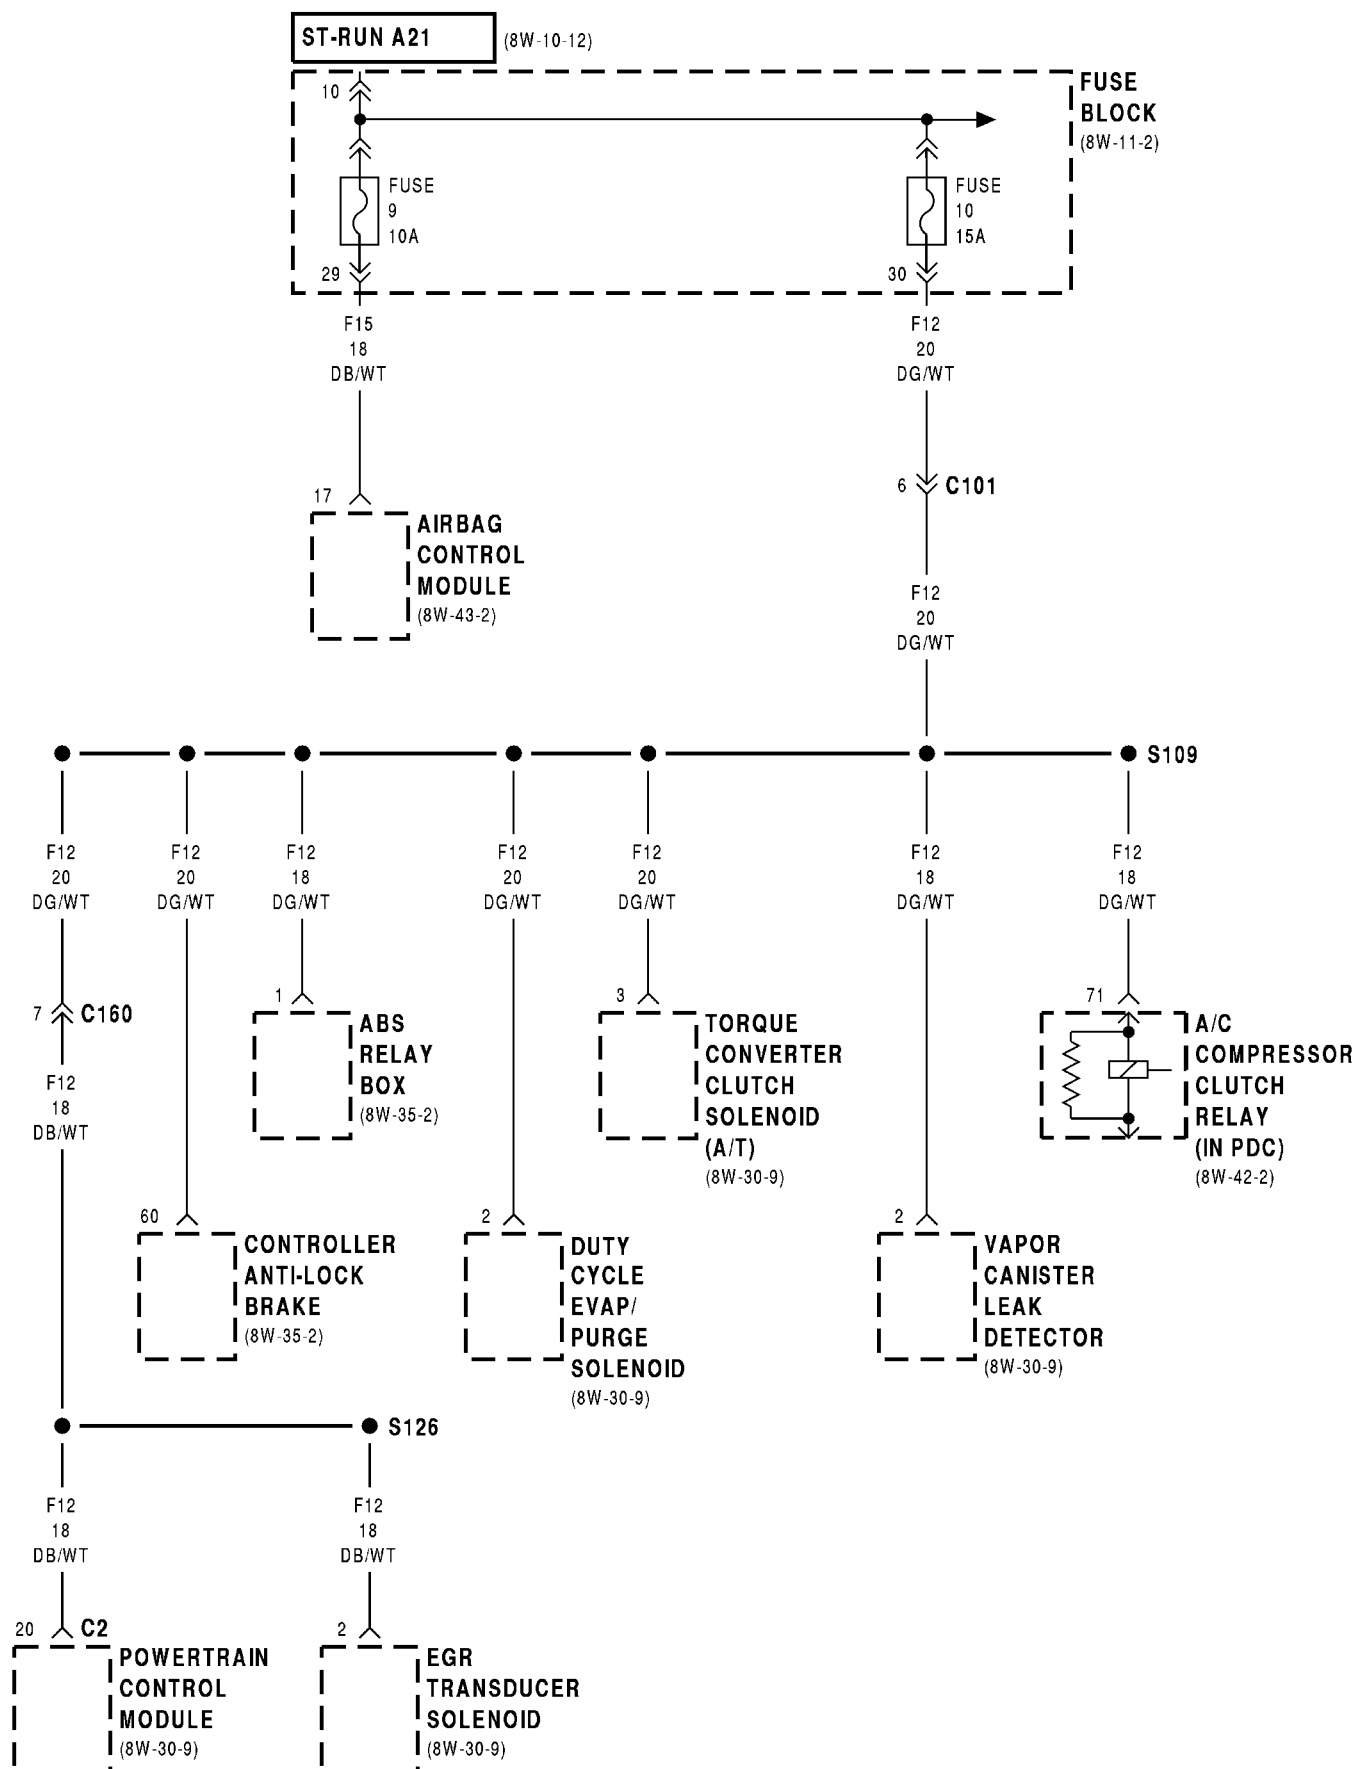 ST-RUN A21
(8W-10-12)
10
FUSE
BLOCK
(8W-11-2)
FUSE
9
10A
FUSE
10
15A
29
30
F15
18
DB/WT
F12
20
DG/WT
6
C101
17
AIRBAG
CONTROL
MODULE
(8W-43-2)
F12
20
DG/WT
S109
F12
20
DG/WT
F12
20
DG/WT
F12
18
DG/WT
F12
20
DG/WT
F12
20
DG/WT
F12
18
DG/WT
F12
18
DG/WT
7
C160
F12
18
DB/WT
1
ABS
RELAY
BOX
(8W-35-2)
3
TORQUE
CONVERTER
CLUTCH
SOLENOID
(A/T)
(8W-30-9)
71
A/C
COMPRESSOR
CLUTCH
RELAY
(IN PDC)
(8W-42-2)
60
CONTROLLER
ANTI-LOCK
BRAKE
(8W-35-2)
2
DUTY
CYCLE
EVAP/
PURGE
SOLENOID
(8W-30-9)
2
VAPOR
CANISTER
LEAK
DETECTOR
(8W-30-9)
S126
F12
18
DB/WT
F12
18
DB/WT
20
C2
POWERTRAIN
CONTROL
MODULE
(8W-30-9)
2
EGR
TRANSDUCER
SOLENOID
(8W-30-9)